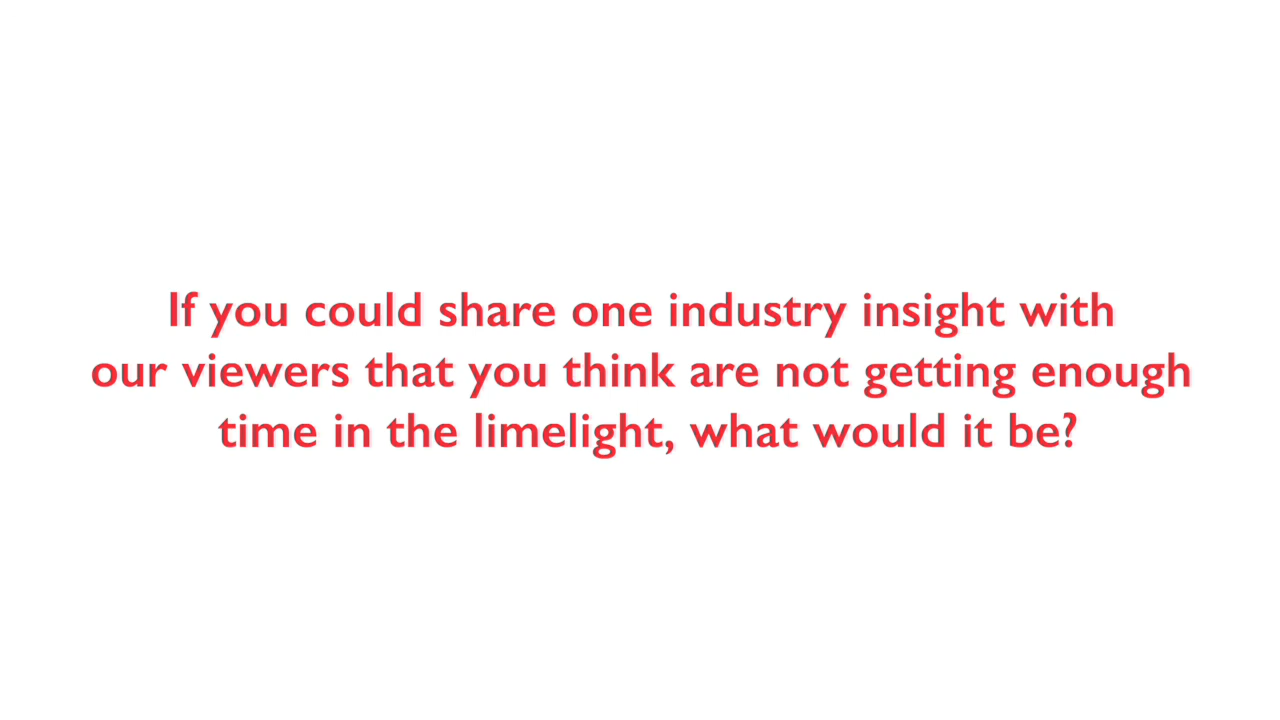 If you could share one industry insight with
our viewers that you think are not getting enough
time in the limelight, what would it be?